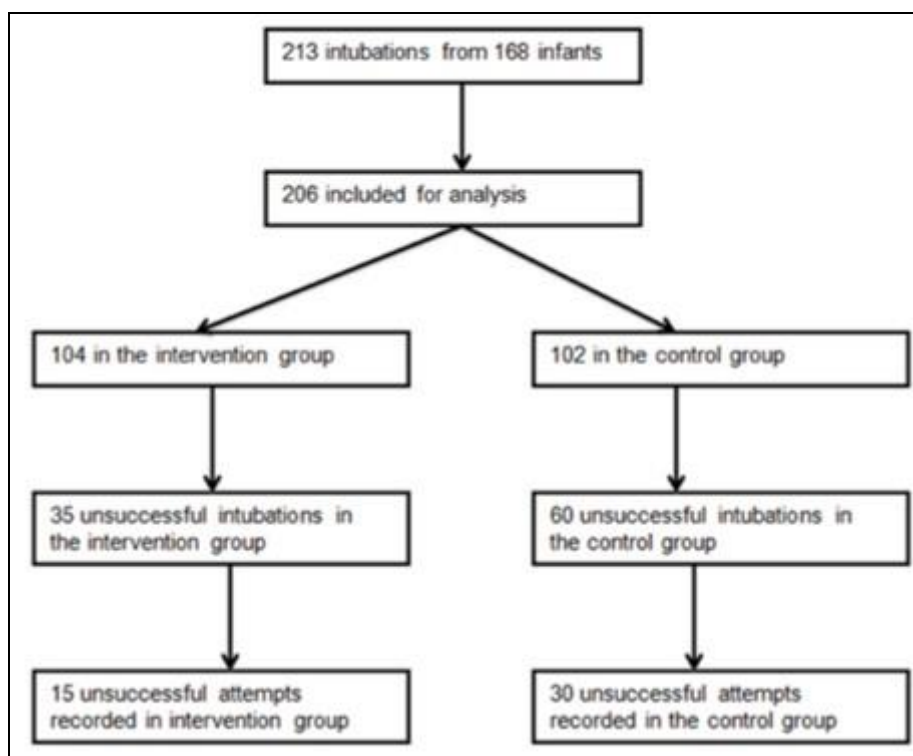 213 intubations from 168 infants
206 included for analysis
104 in the intervention group
102 in the control group
35 unsuccessful intubations in
the intervention group
60 unsuccessful intubations in
the control group
15 unsuccessful attempts
recorded in intervention group
30 unsuccessful attempts
recorded in the control group